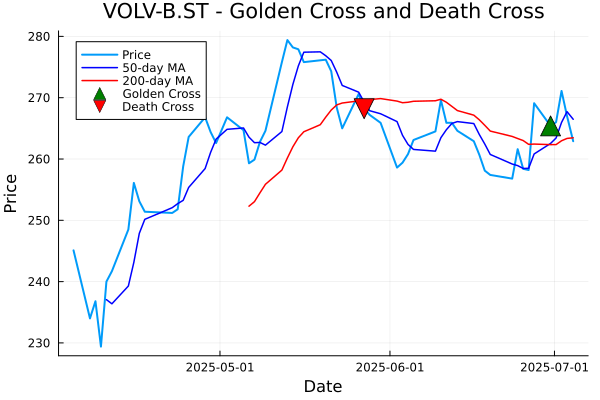 VOLV-B.ST - Golden Cross and Death Cross
280
270
260
250
240
230
Price
Price
50-day MA
200-day MA
Golden Cross
Death Cross
2025-05-01
2025-06-01
2025-07-01
Date